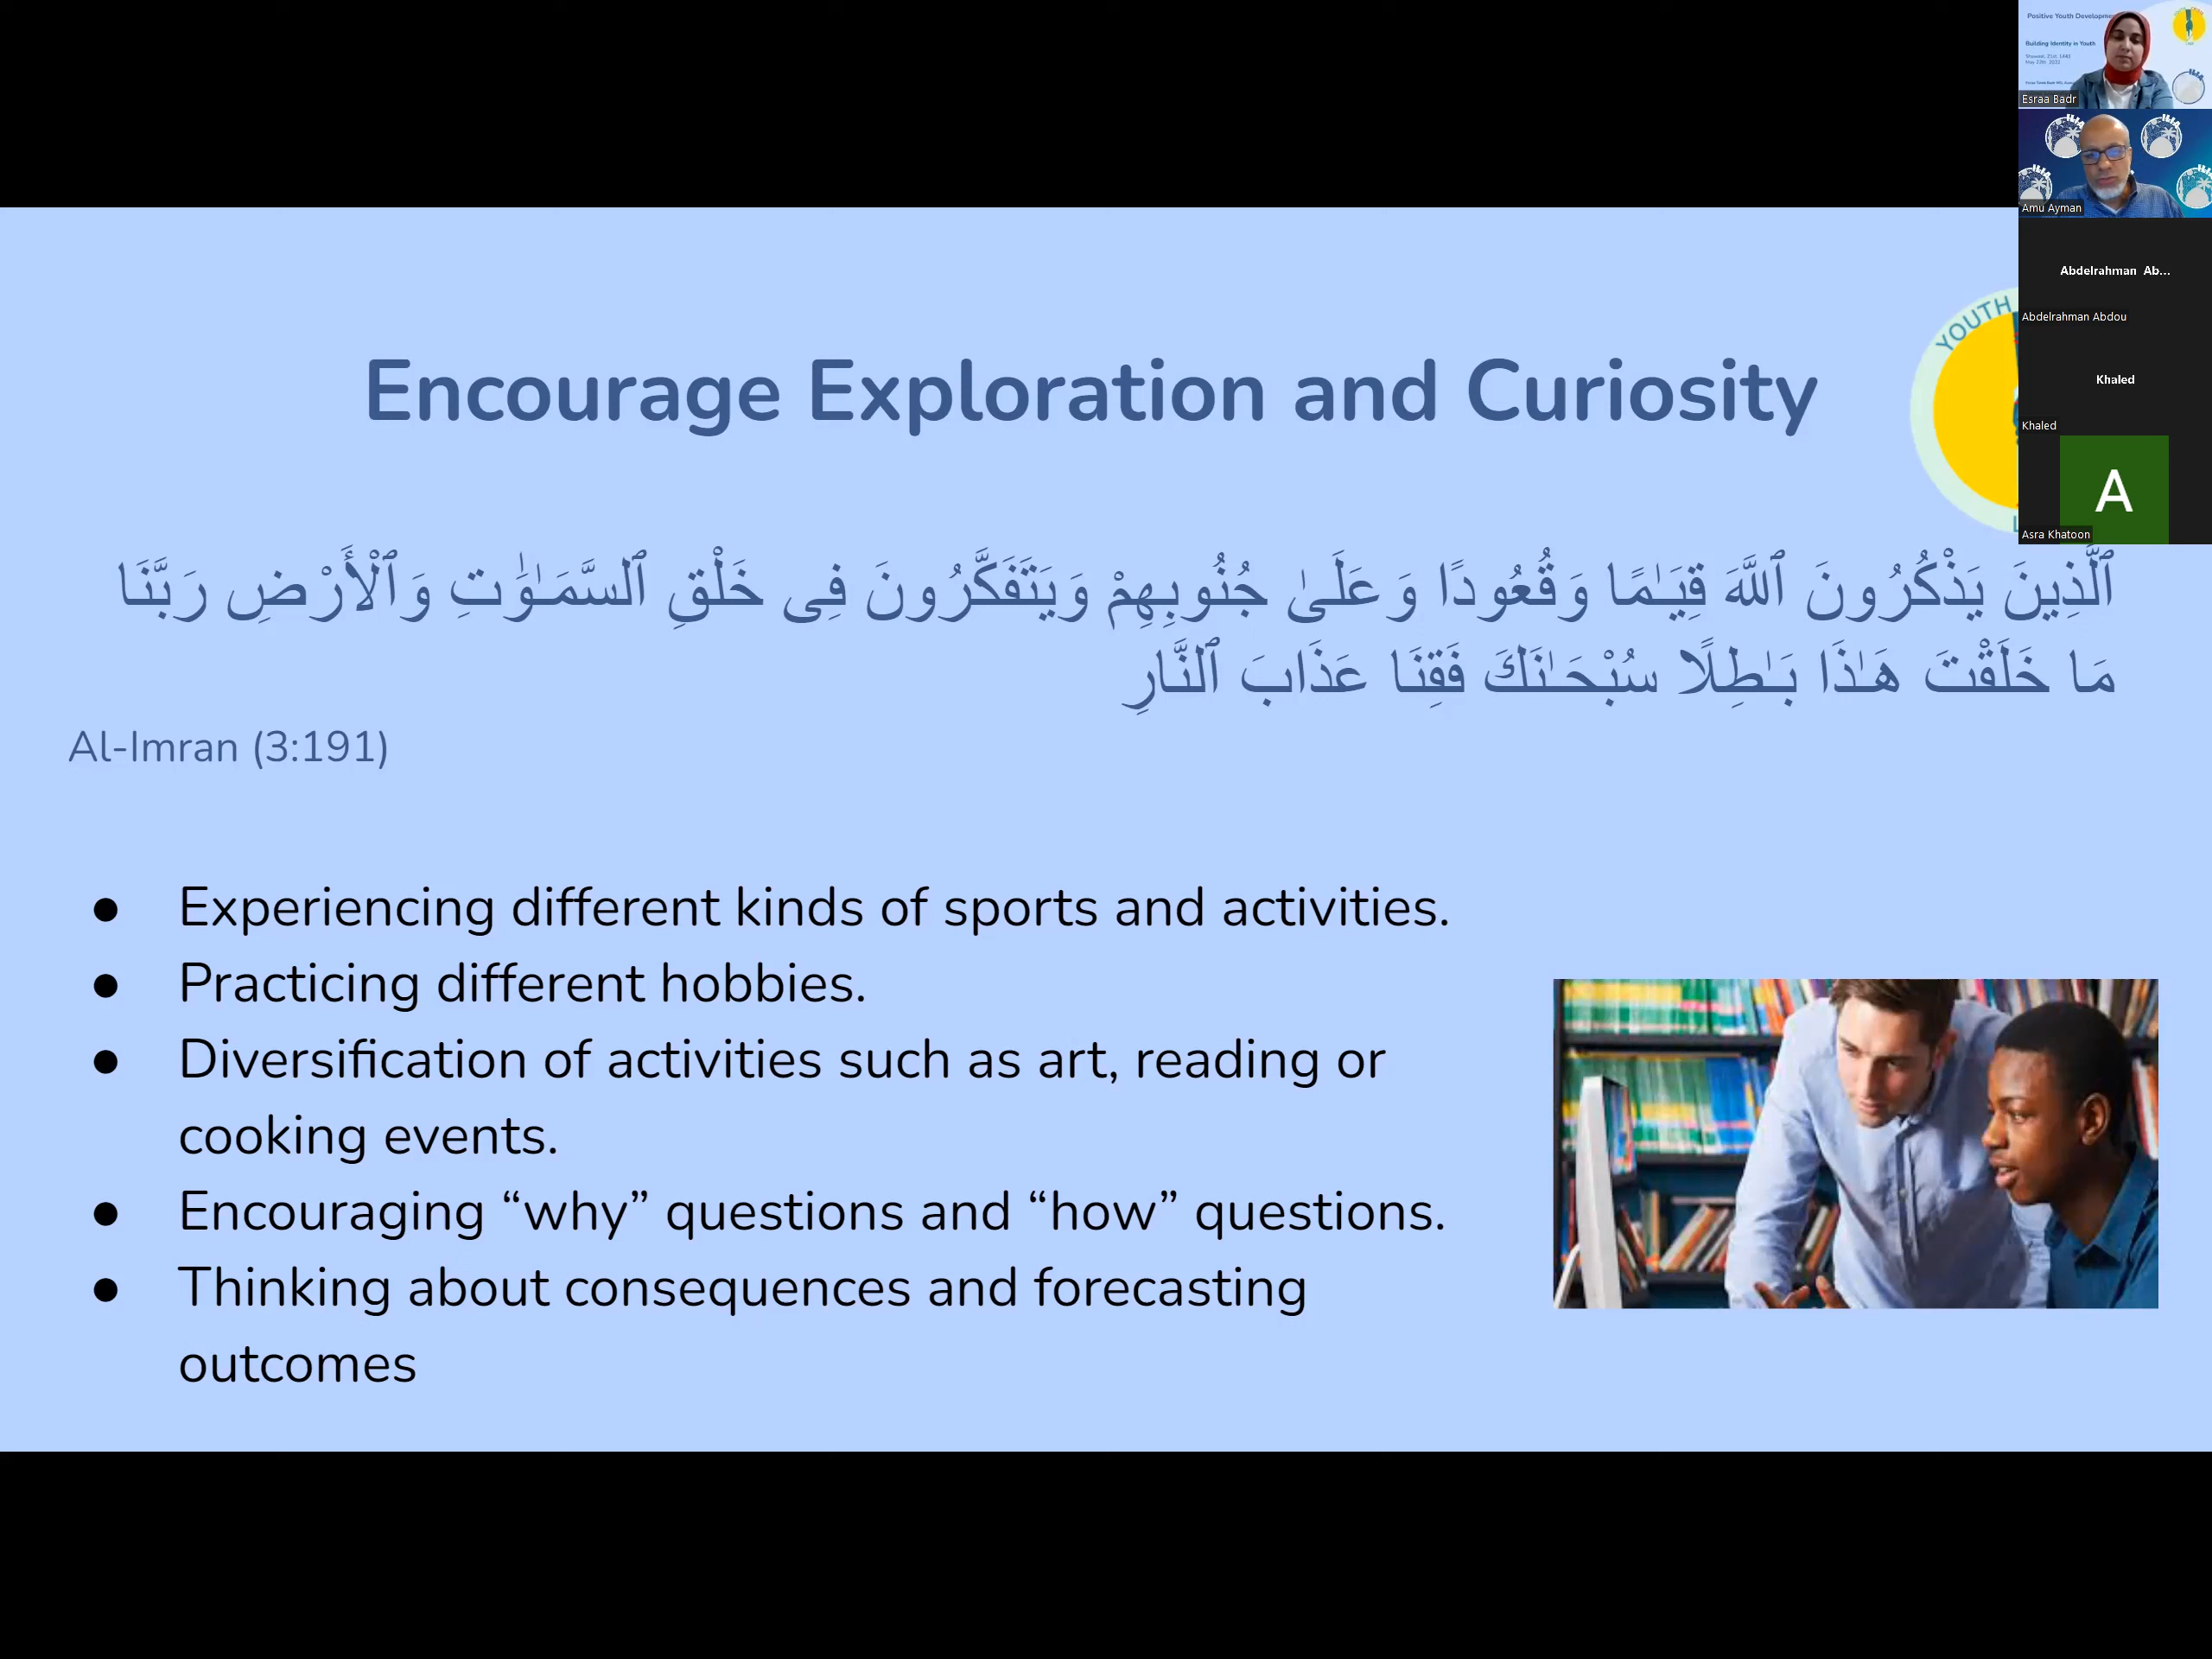 Encourage Exploration and Curiosity
ٱلَّذِينَ يَذْكُرُونَ ٱللَّهَ قِيَـٰمًا وَقُعُودًا وَعَلَىٰ جُنُوبِهِمْ وَيَتَفَكَّرُونَ فِى خَلْقِ ٱلسَّمَـٰوَٰتِ وَٱلْأَرْضِ رَبَّنَا
مَا خَلَقْتَ هَـٰذَا بَـٰطِلًا سُبْحَـٰنَكَ فَقِنَا عَذَابَ ٱلنَّارِ
Al-Imran (3:191)
● Experiencing different kinds of sports and activities.
● Practicing different hobbies.
● Diversification of activities such as art, reading or
cooking events.
● Encouraging “why” questions and “how” questions.
● Thinking about consequences and forecasting
outcomes
YOUTH
Building Identity in Youth
Esraa Badr
ILIA
Amu Ayman
Abdelrahman Ab...
Abdelrahman Abdou
Khaled
Khaled
A
Asra Khatoon